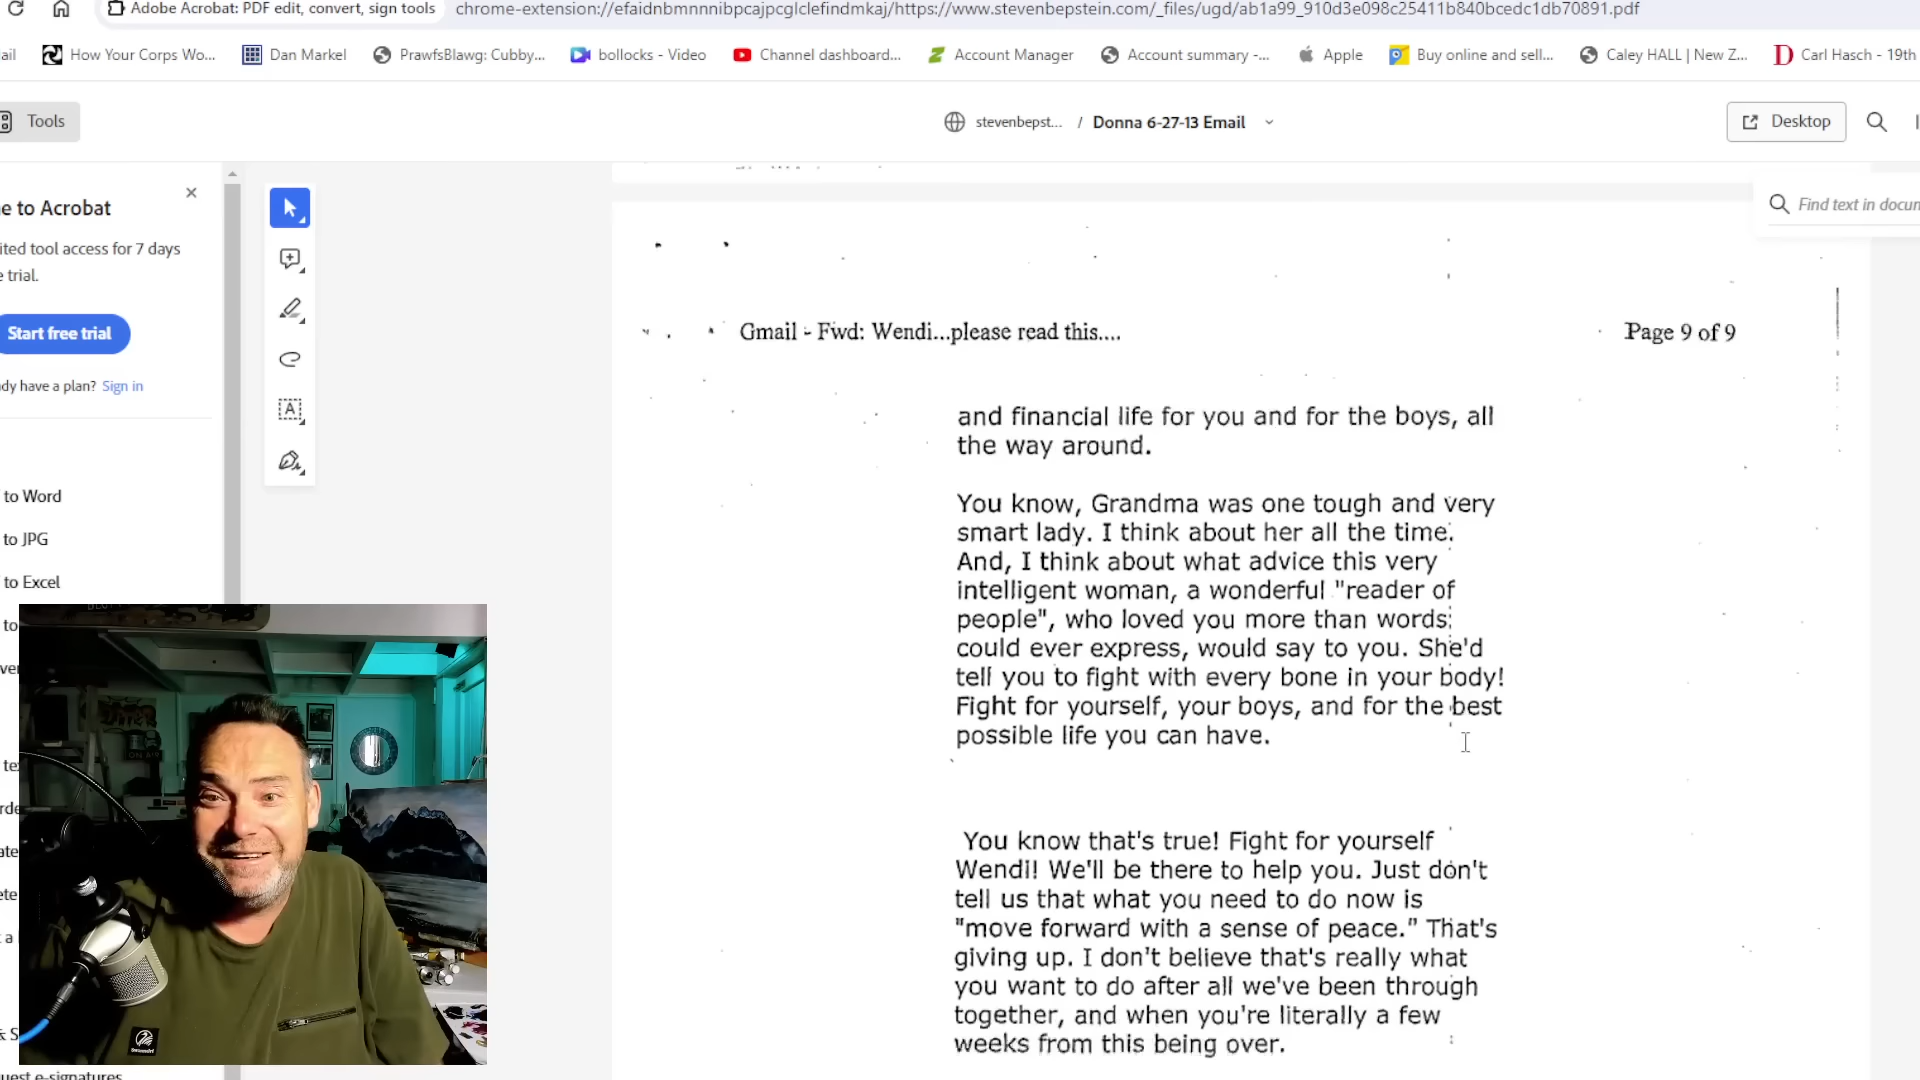 Adobe Acrobat: PDF edit, convert, sign tools
chrome-extension://efaidnbmnnnibpcajpcglclefindmkaj/https://www.stevenbepstein.com/_files/ugd/ab1a99_910d3e098c25411b840bcedc1db70891.pdf
ail
How Your Corps Wo...
Dan Markel
PrawfsBlawg: Cubby...
bollocks - Video
Channel dashboard...
Account Manager
Account summary -...
Apple
Buy online and sell...
Caley HALL | New Z...
Carl Hasch - 19th
Tools
stevenbepst... / Donna 6-27-13 Email
Desktop
e to Acrobat
ited tool access for 7 days
e trial.
Start free trial
dy have a plan? Sign in
to Word
to JPG
to Excel
to
Find text in docum
Gmail - Fwd: Wendi...please read this....
Page 9 of 9
and financial life for you and for the boys, all
the way around.
You know, Grandma was one tough and very
smart lady. I think about her all the time.
And, I think about what advice this very
intelligent woman, a wonderful "reader of
people", who loved you more than words
could ever express, would say to you. She'd
tell you to fight with every bone in your body!
Fight for yourself, your boys, and for the best
possible life you can have.
You know that's true! Fight for yourself
Wendi! We'll be there to help you. Just don't
tell us that what you need to do now is
"move forward with a sense of peace." That's
giving up. I don't believe that's really what
you want to do after all we've been through
together, and when you're literally a few
weeks from this being over.
ON AIR
uest e-signatures